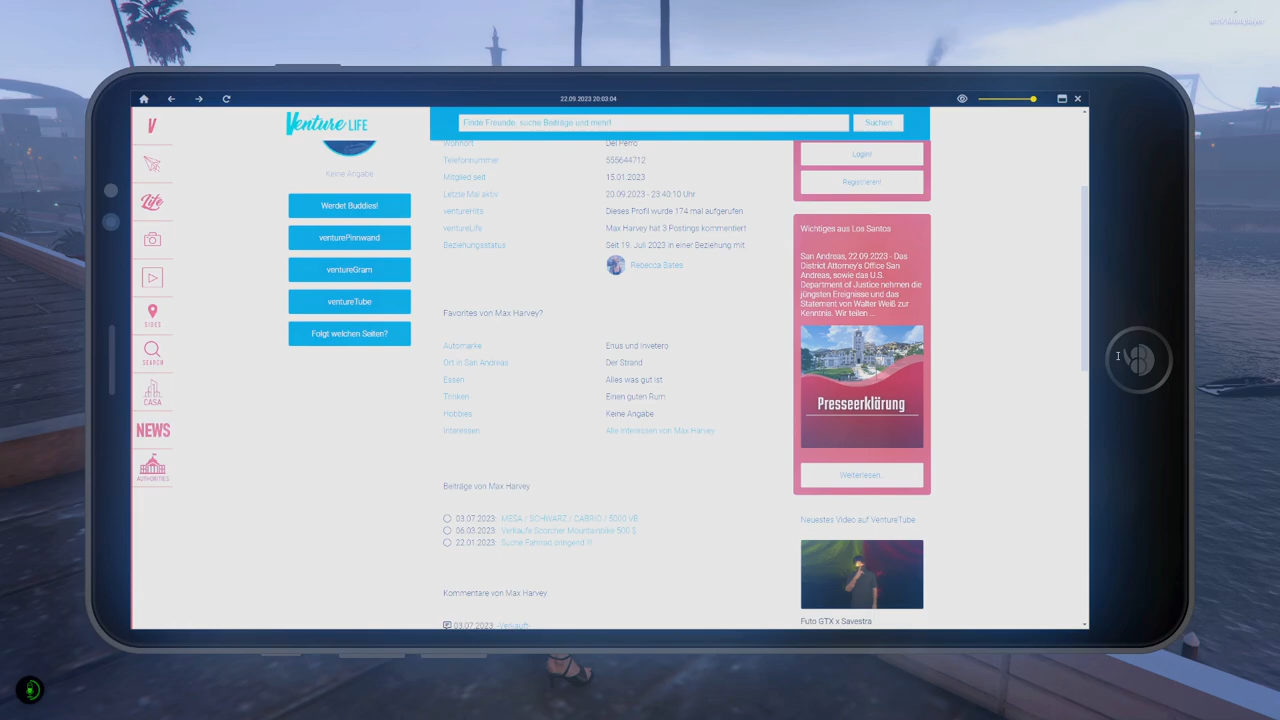 22.09.2023 20:03:04
Venture LIFE
Finde Freunde, suche Beiträge und mehr!
Suchen
V
Life
SIDES
SEARCH
CASA
NEWS
AUTHORITIES
Keine Angabe
Werdet Buddies!
venturePinnwand
ventureGram
ventureTube
Folgt welchen Seiten?
Wohnort Del Perro
Telefonnummer 555644712
Mitglied seit 15.01.2023
Letzte Mal aktiv 20.09.2023 - 23:40:10 Uhr
ventureHits Dieses Profil wurde 174 mal aufgerufen
ventureLife Max Harvey hat 3 Postings kommentiert
Beziehungsstatus Seit 19. Juli 2023 in einer Beziehung mit
Rebecca Bates
Favorites von Max Harvey?
Automarke Enus und Invetero
Ort in San Andreas Der Strand
Essen Alles was gut ist
Trinken Einen guten Rum
Hobbies Keine Angabe
Interessen Alle Interessen von Max Harvey
Beiträge von Max Harvey
03.07.2023: MESA / SCHWARZ / CABRIO / 5000 VB
06.03.2023: Verkaufe Scorcher Mountainbike 500 $
22.01.2023: Suche Fahrrad dringend !!!
Kommentare von Max Harvey
03.07.2023: -Verkauft-
Login!
Registrieren!
Wichtiges aus Los Santos
San Andreas, 22.09.2023 - Das
District Attorney's Office San
Andreas, sowie das U.S.
Department of Justice nehmen die
jüngsten Ereignisse und das
Statement von Walter Weiß zur
Kenntnis. Wir teilen ...
Presseerklärung
Weiterlesen...
Neuestes Video auf VentureTube
Futo GTX x Savestra